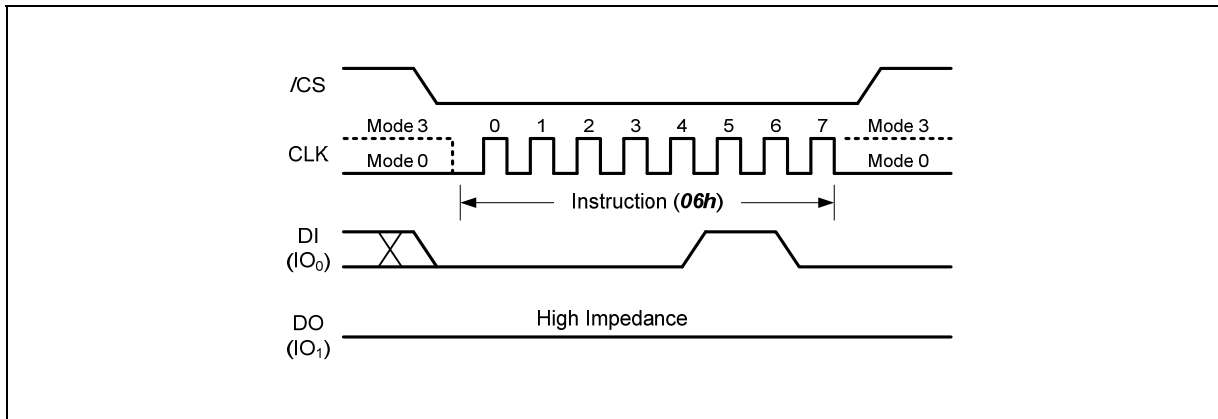 /CS
Mode 3
0 1 2 3 4 5 6 7
Mode 3
CLK
Mode 0
Mode 0
Instruction (06h)
DI
(IO₀)
High Impedance
DO
(IO₁)